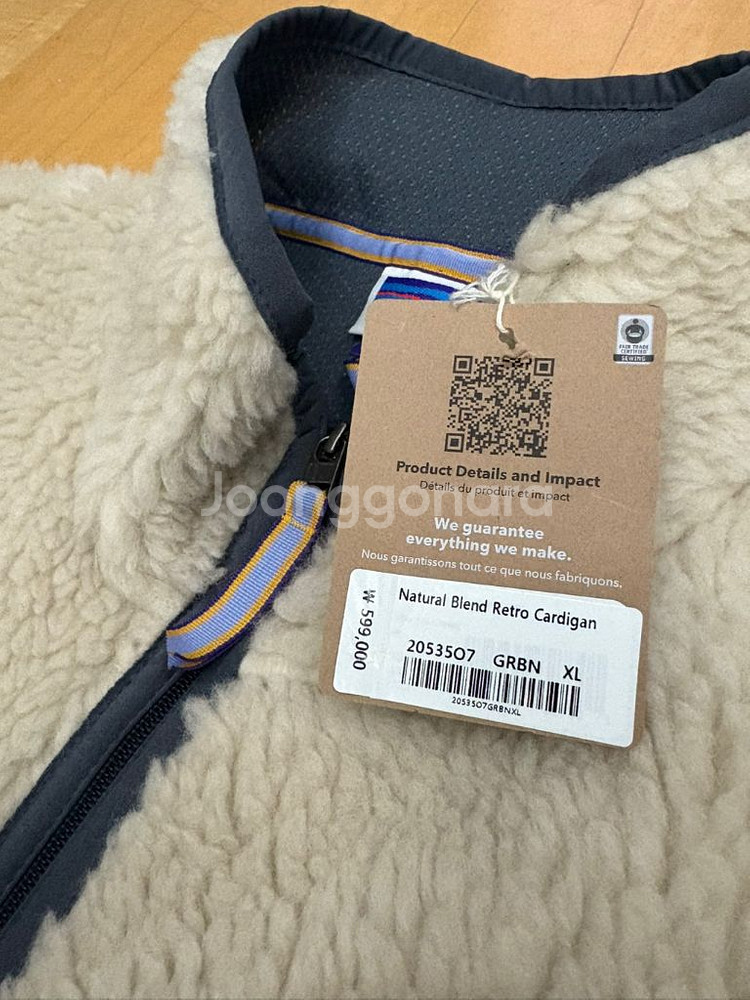 FAIR TRADE
CERTIFIED
SEWING
Product Details and Impact
Détails du produit et impact
Joonggonara
We guarantee
everything we make.
Nous garantissons tout ce que nous fabriquons.
₩ 599,000
Natural Blend Retro Cardigan
20535O7 GRBN XL
20535O7GRBNXL